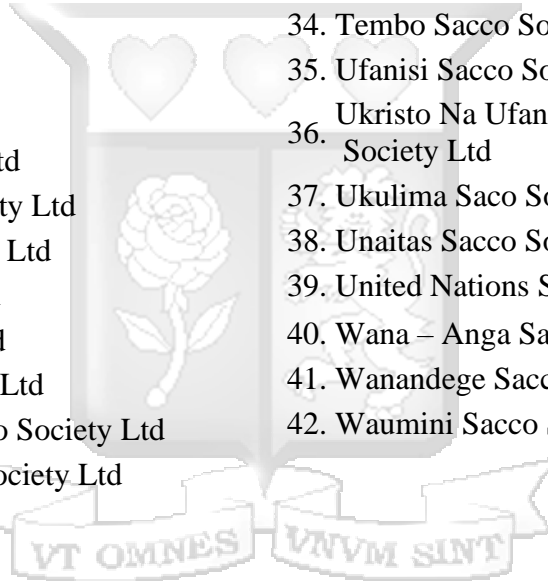 td
ty Ltd
Ltd
Ltd
o Society Ltd
ociety Ltd
34. Tembo Sacco So
35. Ufanisi Sacco So
36. Ukristo Na Ufan
Society Ltd
37. Ukulima Saco So
38. Unaitas Sacco So
39. United Nations S
40. Wana – Anga Sa
41. Wanandege Sacc
42. Waumini Sacco
VT OMNES VNVM SINT